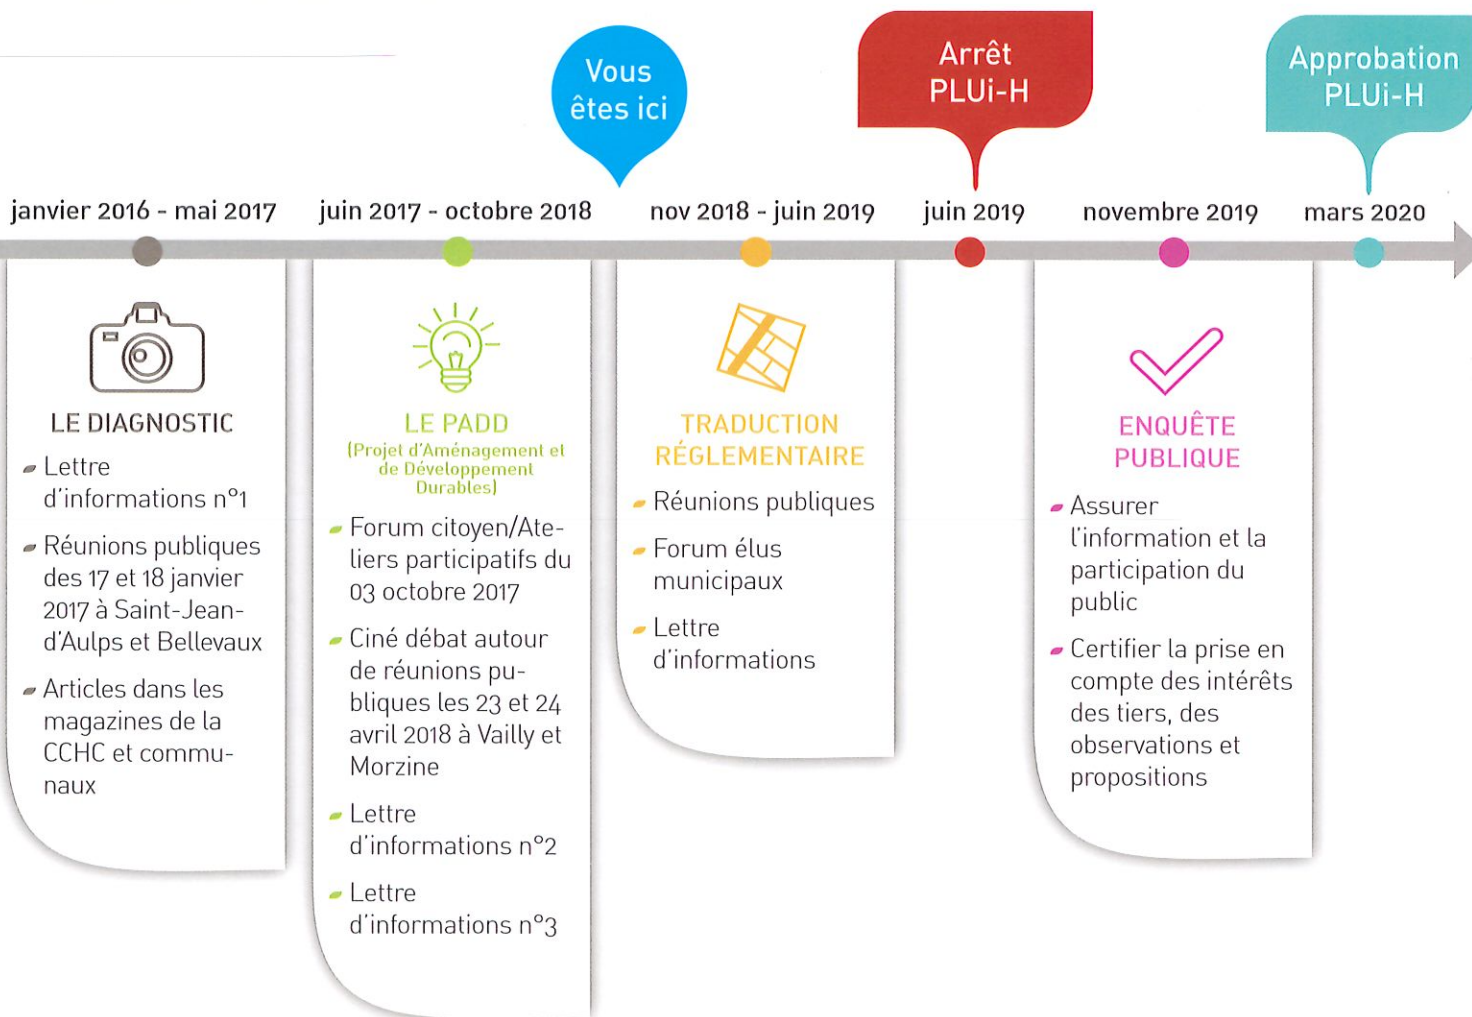 Vous
êtes ici
Arrêt
PLUi-H
Approbation
PLUi-H
janvier 2016 - mai 2017
juin 2017 - octobre 2018
nov 2018 - juin 2019
juin 2019
novembre 2019
mars 2020
LE DIAGNOSTIC
Lettre
d'informations n°1
Réunions publiques
des 17 et 18 janvier
2017 à Saint-Jean-
d'Aulps et Bellevaux
Articles dans les
magazines de la
CCHC et commu-
naux
LE PADD
(Projet d'Aménagement et
de Développement
Durables)
Forum citoyen/Ate-
liers participatifs du
03 octobre 2017
Ciné débat autour
de réunions pu-
bliques les 23 et 24
avril 2018 à Vailly et
Morzine
Lettre
d'informations n°2
Lettre
d'informations n°3
TRADUCTION
RÉGLEMENTAIRE
Réunions publiques
Forum élus
municipaux
Lettre
d'informations
ENQUÊTE
PUBLIQUE
Assurer
l'information et la
participation du
public
Certifier la prise en
compte des intérêts
des tiers, des
observations et
propositions